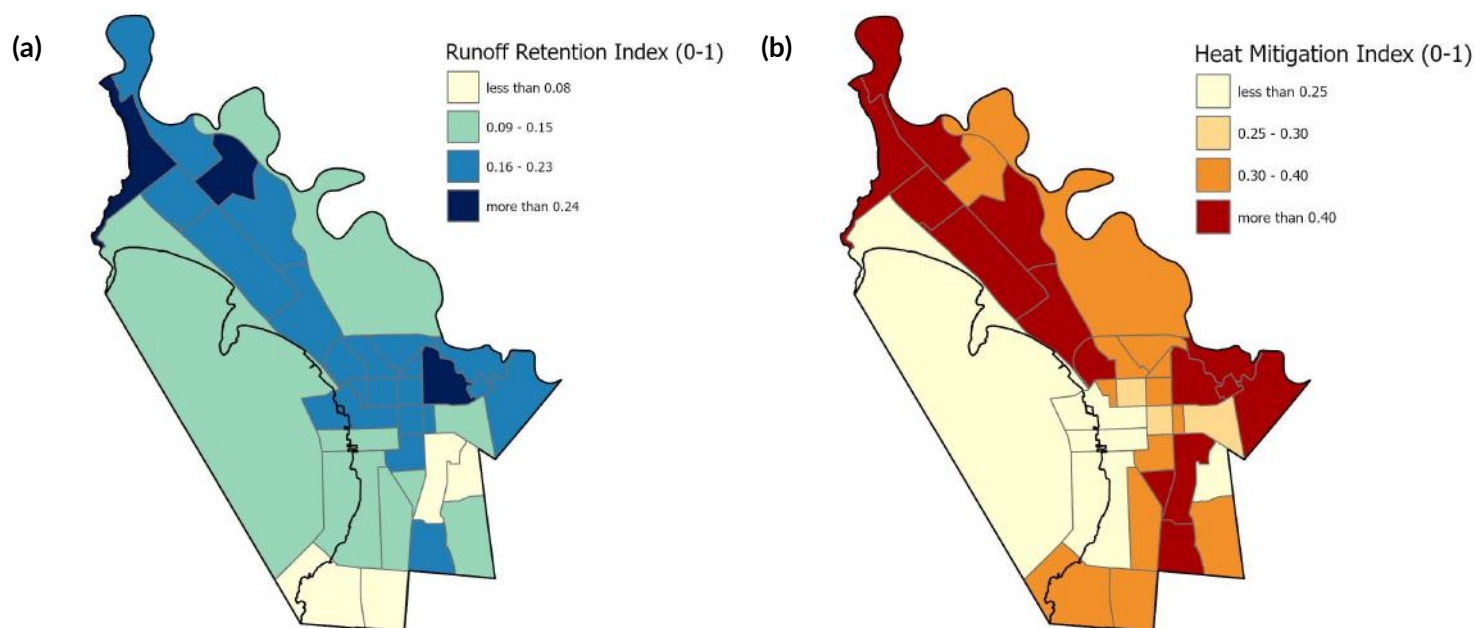 (a)
Runoff Retention Index (0-1)
less than 0.08
0.09 - 0.15
0.16 - 0.23
more than 0.24
(b)
Heat Mitigation Index (0-1)
less than 0.25
0.25 - 0.30
0.30 - 0.40
more than 0.40